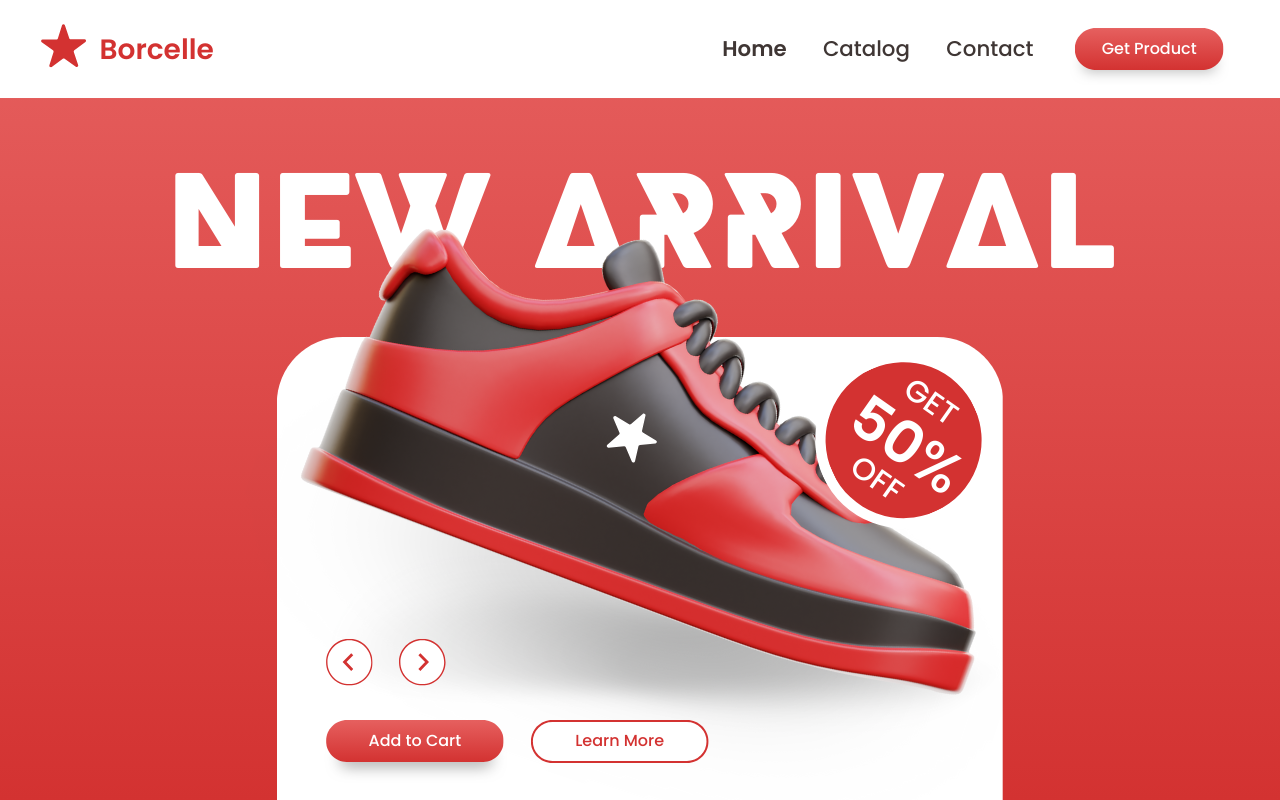 Borcelle
Home Catalog Contact Get Product
NEW ARRIVAL
GET
50%
OFF
Add to Cart Learn More